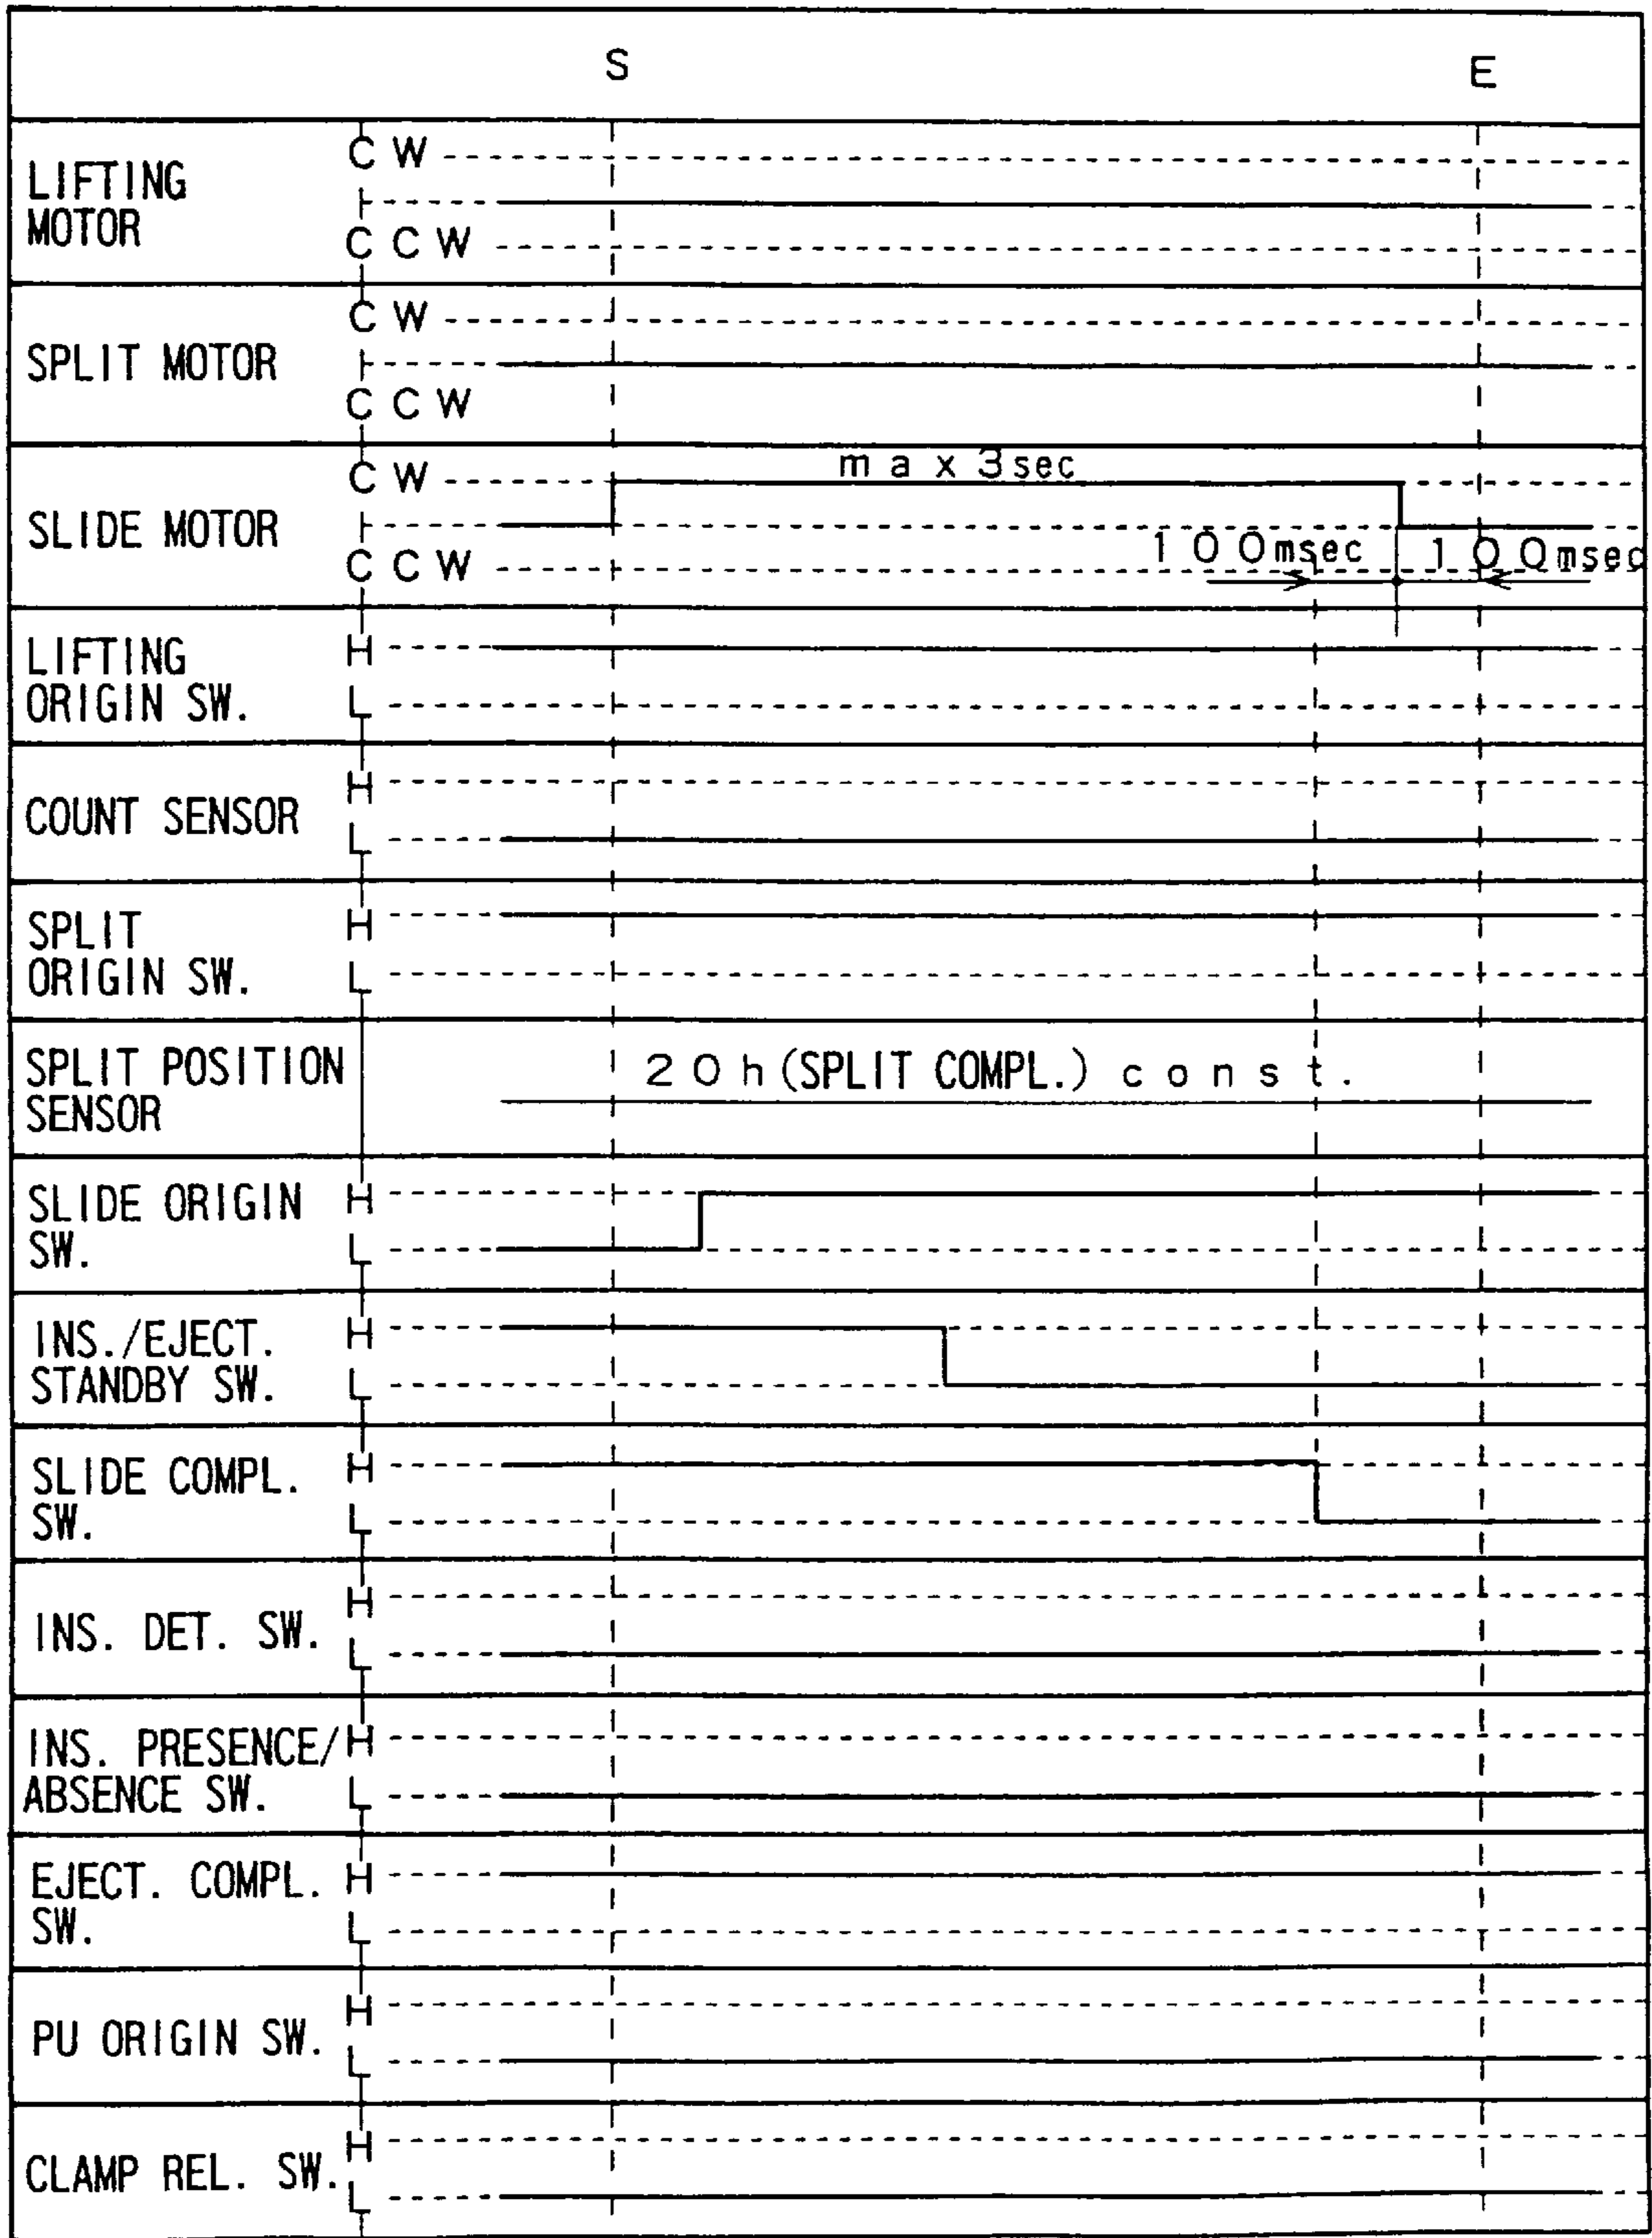 S E
LIFTING
MOTOR
CW
CCW
SPLIT MOTOR
CW
CCW
SLIDE MOTOR
CW
max 3sec
CCW
100msec 100msec
LIFTING
ORIGIN SW.
H
L
COUNT SENSOR
H
L
SPLIT
ORIGIN SW.
H
L
SPLIT POSITION
SENSOR
20h(SPLIT COMPL.) const.
SLIDE ORIGIN
SW.
H
L
INS./EJECT.
STANDBY SW.
H
L
SLIDE COMPL.
SW.
H
L
INS. DET. SW.
H
L
INS. PRESENCE/
ABSENCE SW.
H
L
EJECT. COMPL.
SW.
H
L
PU ORIGIN SW.
H
L
CLAMP REL. SW.
H
L